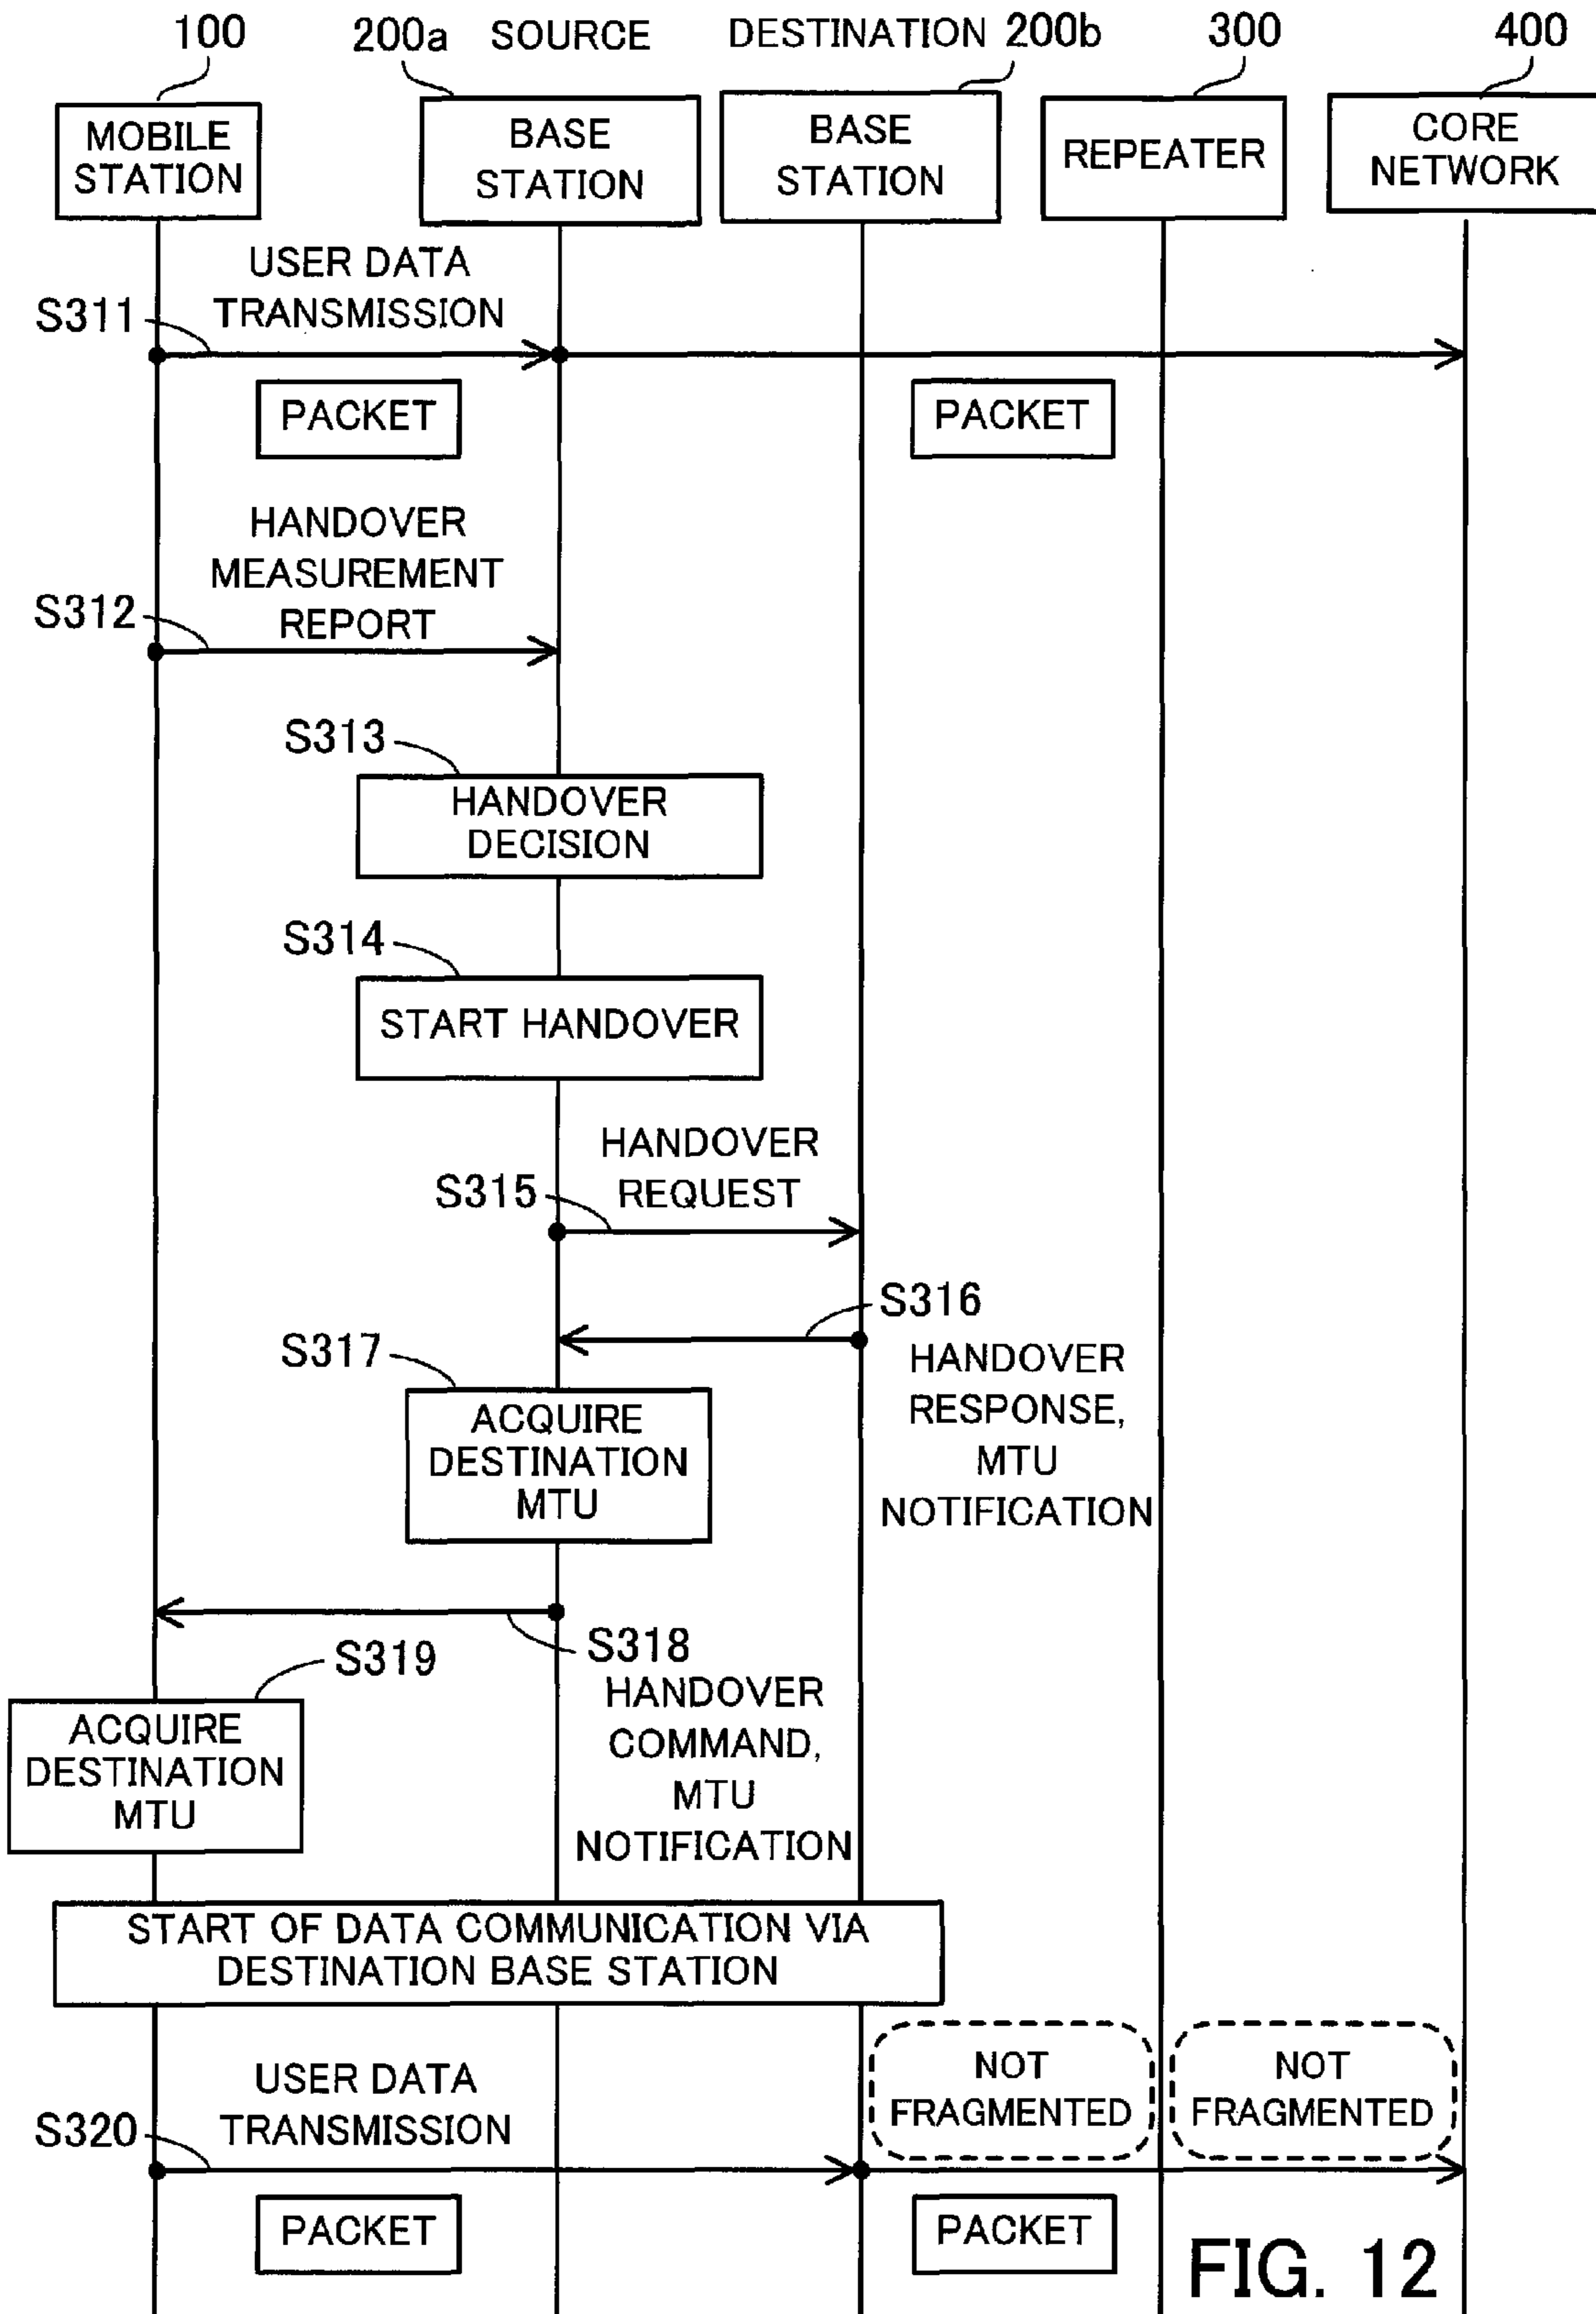 100
200a SOURCE
DESTINATION 200b
300
400
MOBILE
STATION
BASE
STATION
BASE
STATION
REPEATER
CORE
NETWORK
USER DATA
TRANSMISSION
S311
PACKET
PACKET
HANDOVER
MEASUREMENT
REPORT
S312
S313
HANDOVER
DECISION
S314
START HANDOVER
HANDOVER
REQUEST
S315
S316
HANDOVER
RESPONSE,
MTU
NOTIFICATION
S317
ACQUIRE
DESTINATION
MTU
S318
HANDOVER
COMMAND,
MTU
NOTIFICATION
S319
ACQUIRE
DESTINATION
MTU
START OF DATA COMMUNICATION VIA
DESTINATION BASE STATION
NOT
FRAGMENTED
NOT
FRAGMENTED
USER DATA
TRANSMISSION
S320
PACKET
PACKET
FIG. 12